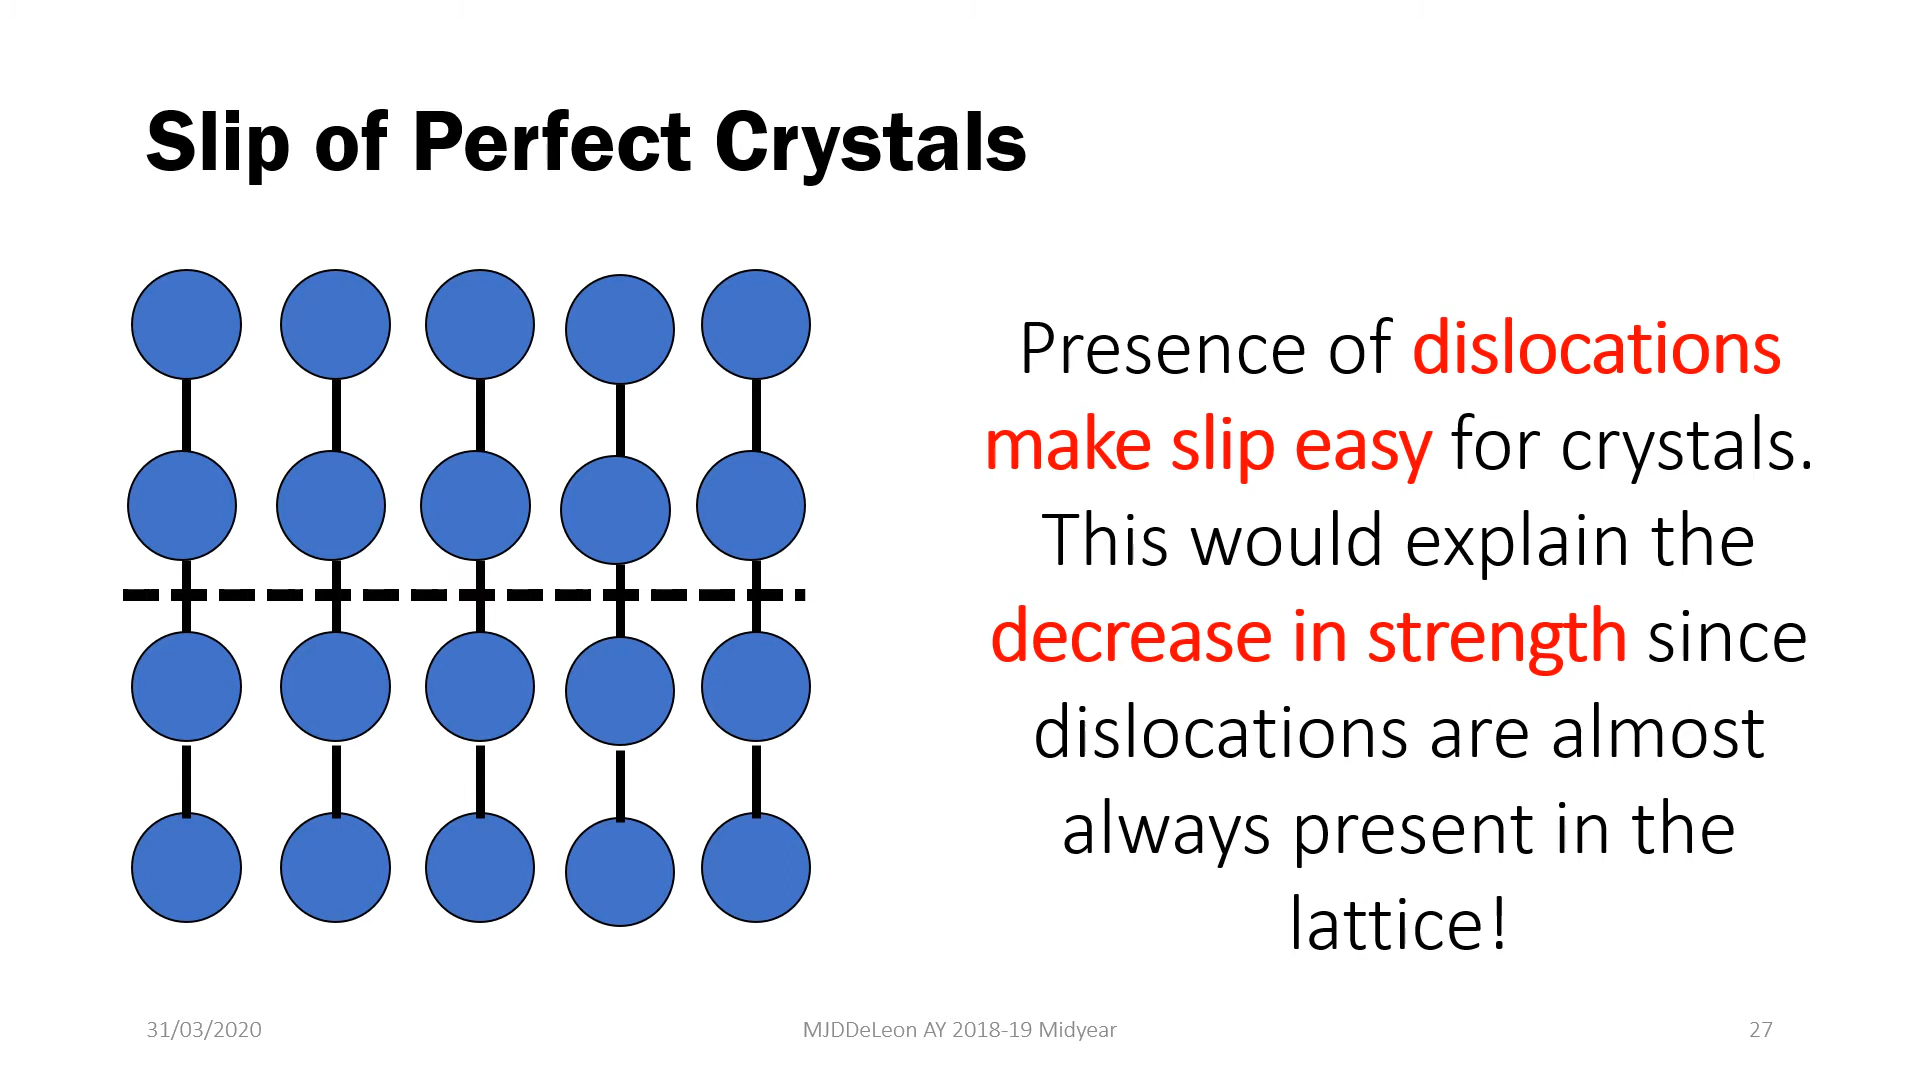 Slip of Perfect Crystals
Presence of dislocations
make slip easy for crystals.
This would explain the
decrease in strength since
dislocations are almost
always present in the
lattice!
31/03/2020
MJDDeLeon AY 2018-19 Midyear
27